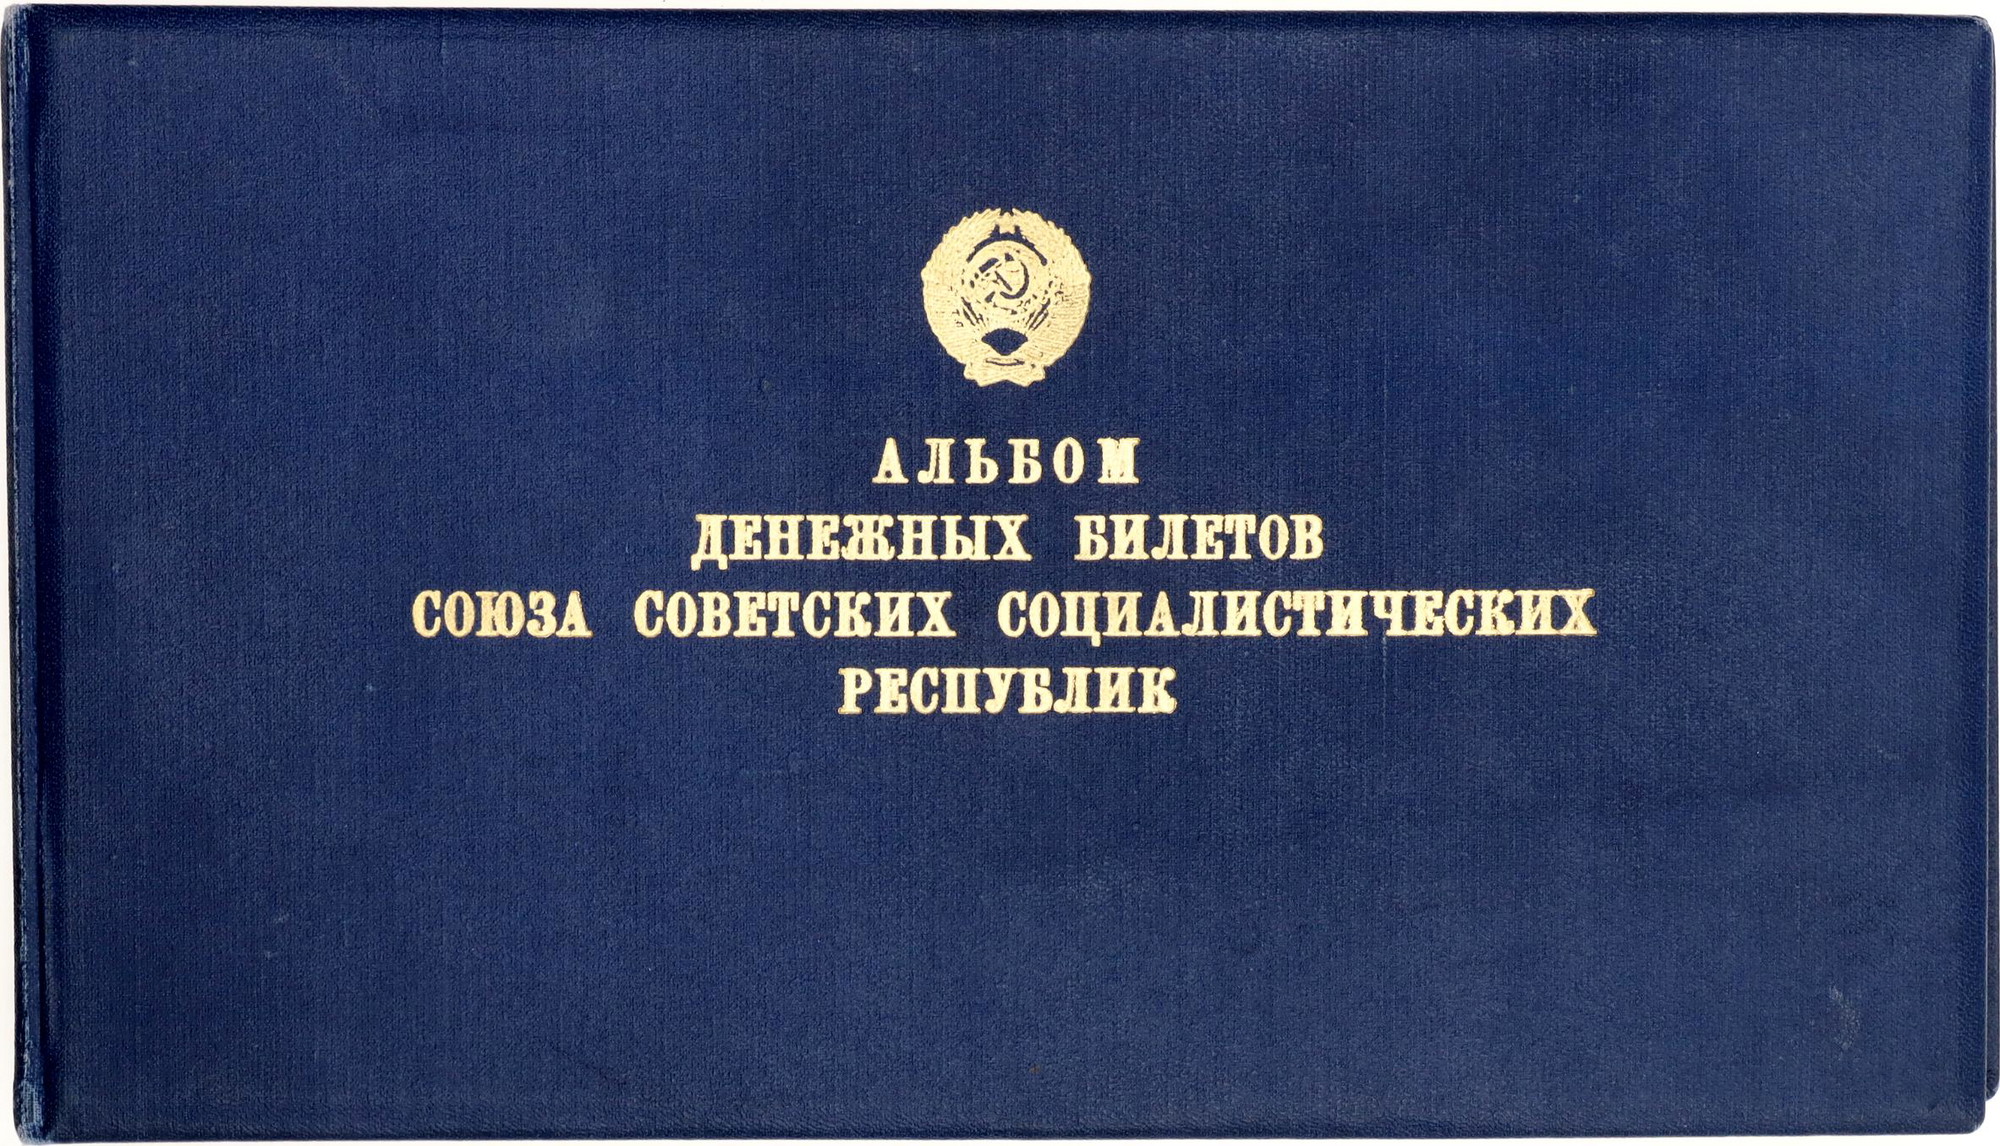 АЛЬБОМ
ДЕНЕЖНЫХ БИЛЕТОВ
СОЮЗА СОВЕТСКИХ СОЦИАЛИСТИЧЕСКИХ
РЕСПУБЛИК